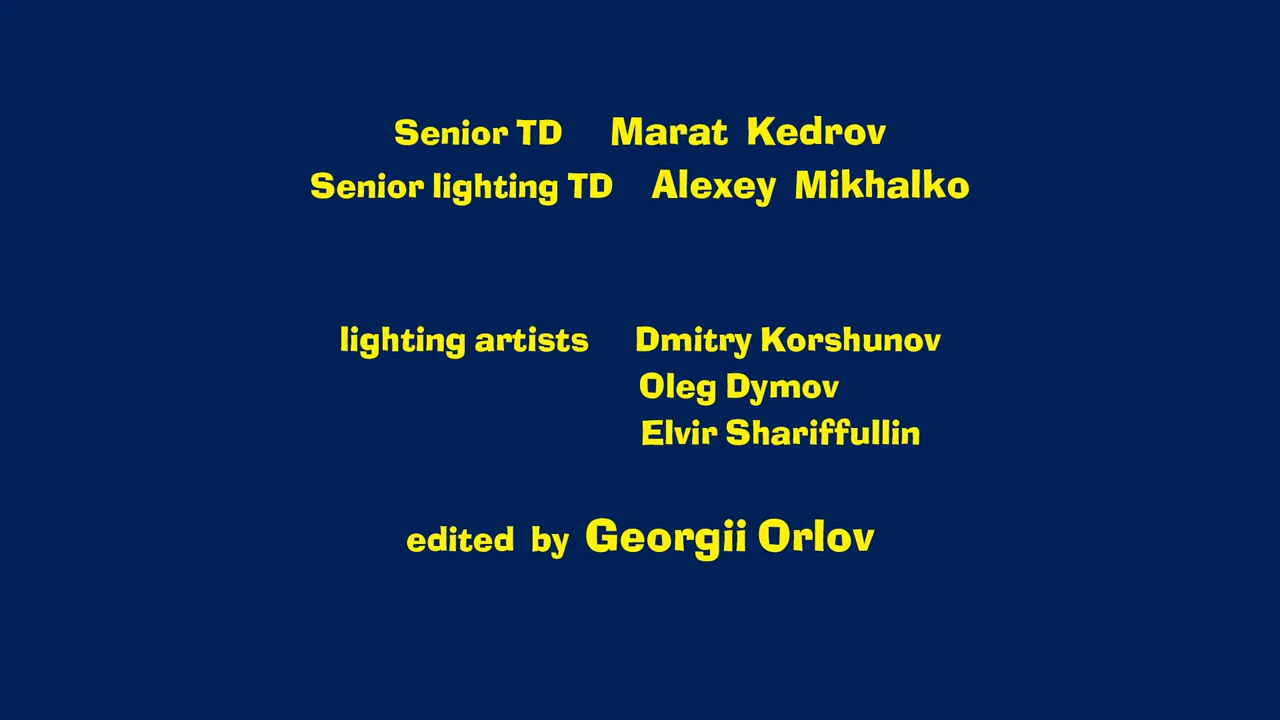 Senior TD Marat Kedrov
Senior lighting TD Alexey Mikhalko
lighting artists Dmitry Korshunov
Oleg Dymov
Elvir Shariffullin
edited by Georgii Orlov